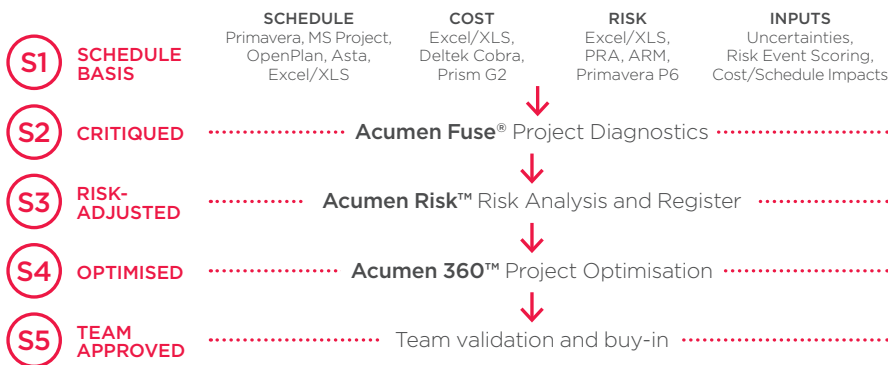 S1
SCHEDULE
BASIS
SCHEDULE
Primavera, MS Project,
OpenPlan, Asta,
Excel/XLS
COST
Excel/XLS,
Deltek Cobra,
Prism G2
RISK
Excel/XLS,
PRA, ARM,
Primavera P6
INPUTS
Uncertainties,
Risk Event Scoring,
Cost/Schedule Impacts
S2
CRITIQUED
Acumen Fuse® Project Diagnostics
S3
RISK-
ADJUSTED
Acumen Risk™ Risk Analysis and Register
S4
OPTIMISED
Acumen 360™ Project Optimisation
S5
TEAM
APPROVED
Team validation and buy-in